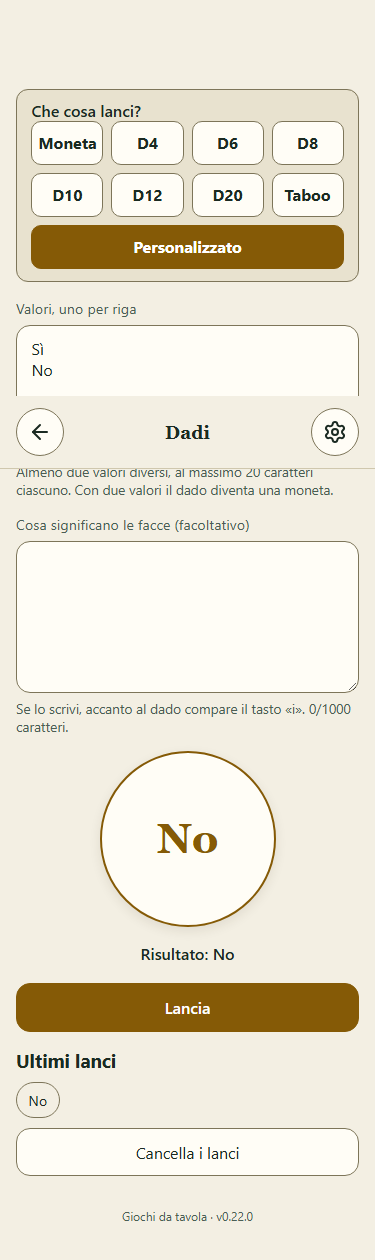 Che cosa lanci?
Moneta D4 D6 D8
D10 D12 D20 Taboo
Personalizzato
Valori, uno per riga
Sì
No
Dadi
Almeno due valori diversi, al massimo 20 caratteri
ciascuno. Con due valori il dado diventa una moneta.
Cosa significano le facce (facoltativo)
Se lo scrivi, accanto al dado compare il tasto «i». 0/1000
caratteri.
No
Risultato: No
Lancia
Ultimi lanci
No
Cancella i lanci
Giochi da tavola · v0.22.0